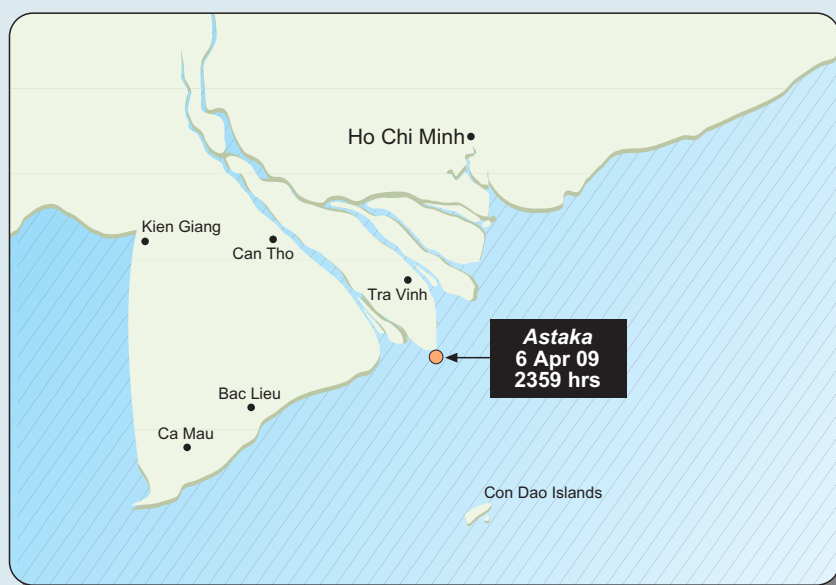 Ho Chi Minh
Kien Giang
Can Tho
Tra Vinh
Astaka
6 Apr 09
2359 hrs
Bac Lieu
Ca Mau
Con Dao Islands